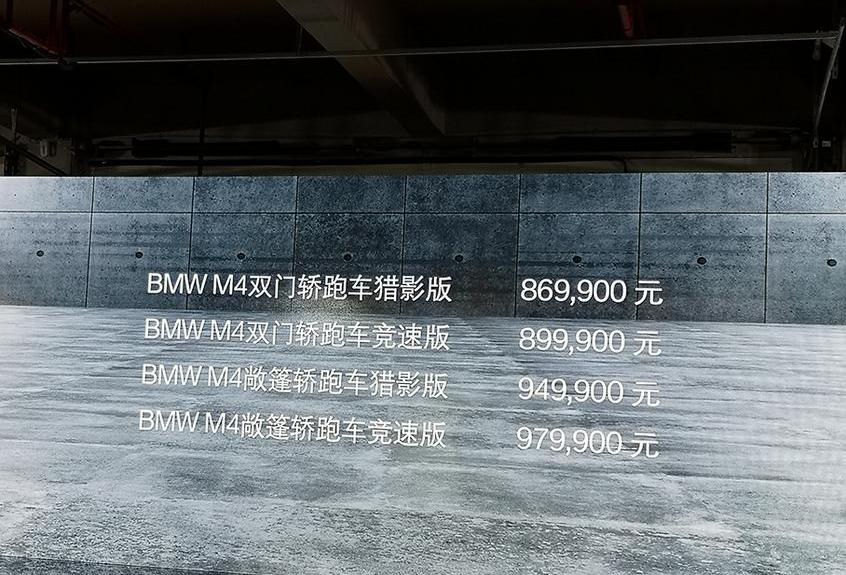 BMW M4双门轿跑车猎影版 869,900 元
BMW M4双门轿跑车竞速版 899,900 元
BMW M4敞篷轿跑车猎影版 949,900 元
BMW M4敞篷轿跑车竞速版 979,900 元